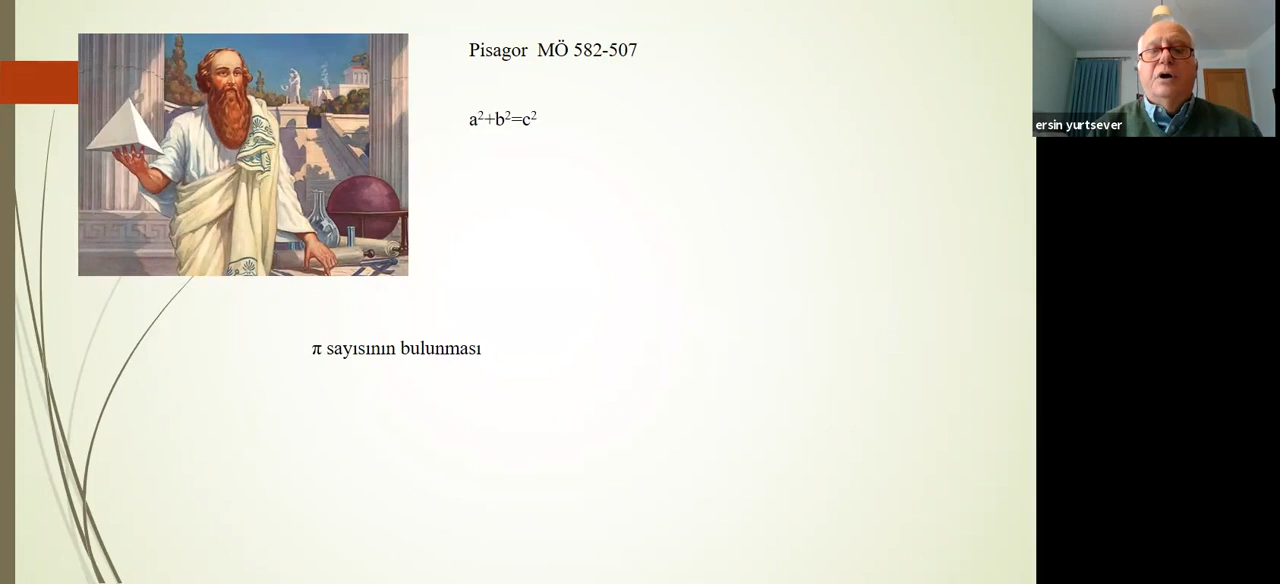 Pisagor MÖ 582-507
a²+b²=c²
π sayısının bulunması
ersin yurtsever